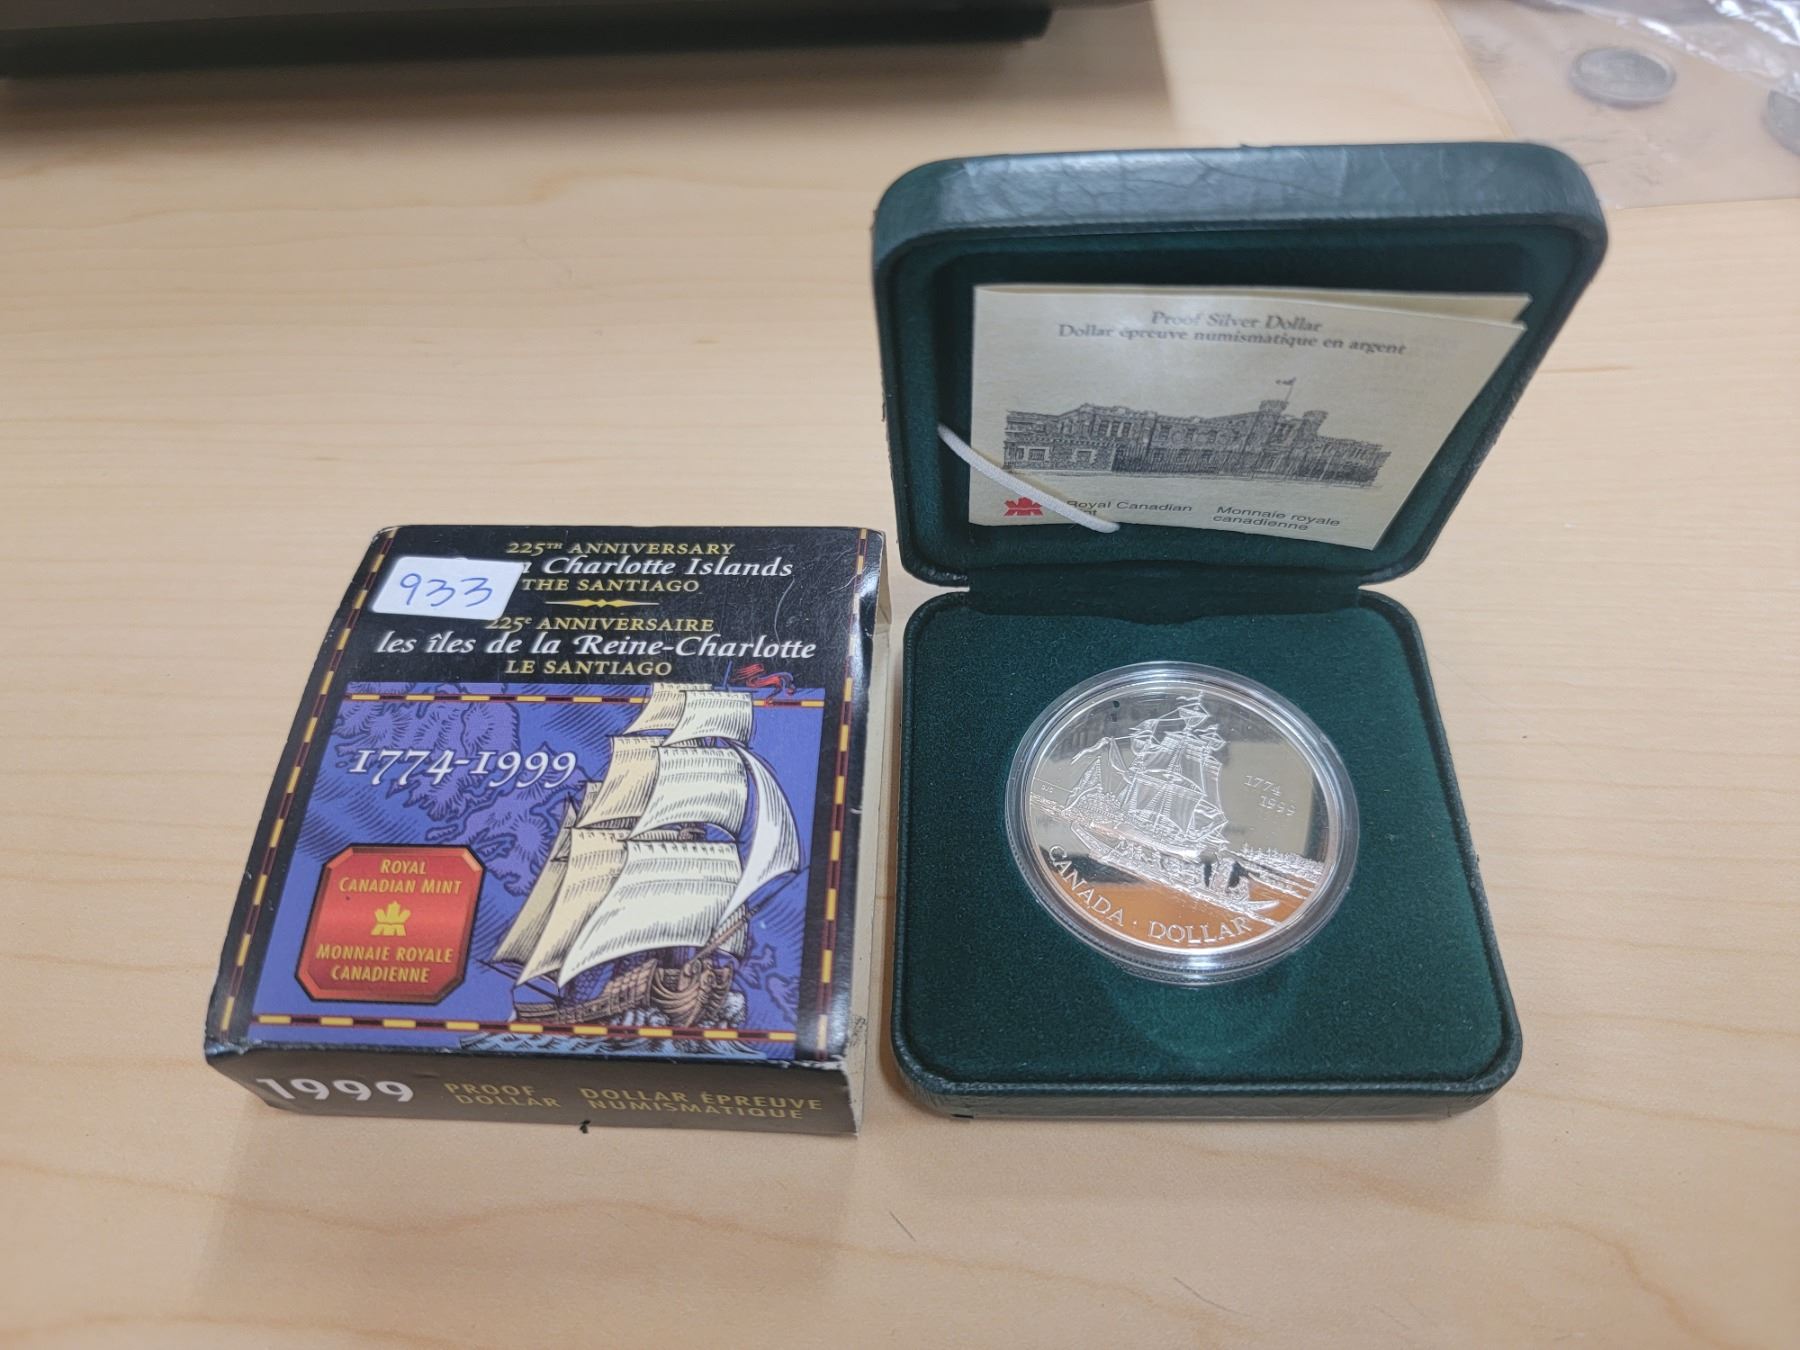 225TH ANNIVERSARY
Charlotte Islands
THE SANTIAGO
933
225e ANNIVERSAIRE
les îles de la Reine-Charlotte
LE SANTIAGO
1774-1999
ROYAL
CANADIAN MINT
MONNAIE ROYALE
CANADIENNE
1999 PROOF DOLLAR ÉPREUVE
DOLLAR NUMISMATIQUE
Proof Silver Dollar
Dollar épreuve numismatique en argent
Royal Canadian Monnaie royale
canadienne
1774
1999
CANADA · DOLLAR